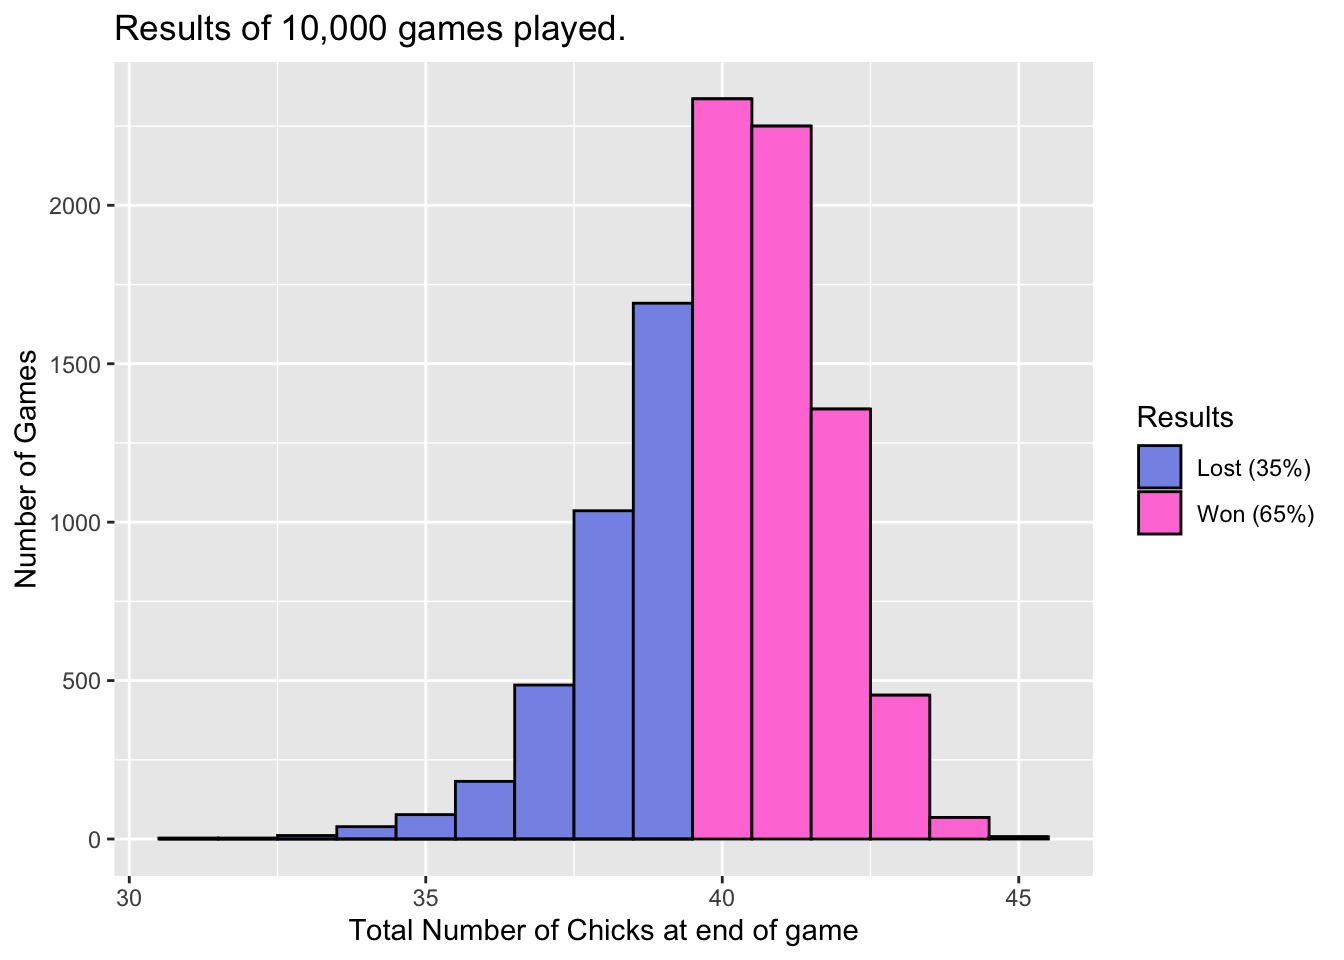 Results of 10,000 games played.
Number of Games
2000
1500
1000
500
0
30 35 40 45
Total Number of Chicks at end of game
Results
Lost (35%)
Won (65%)